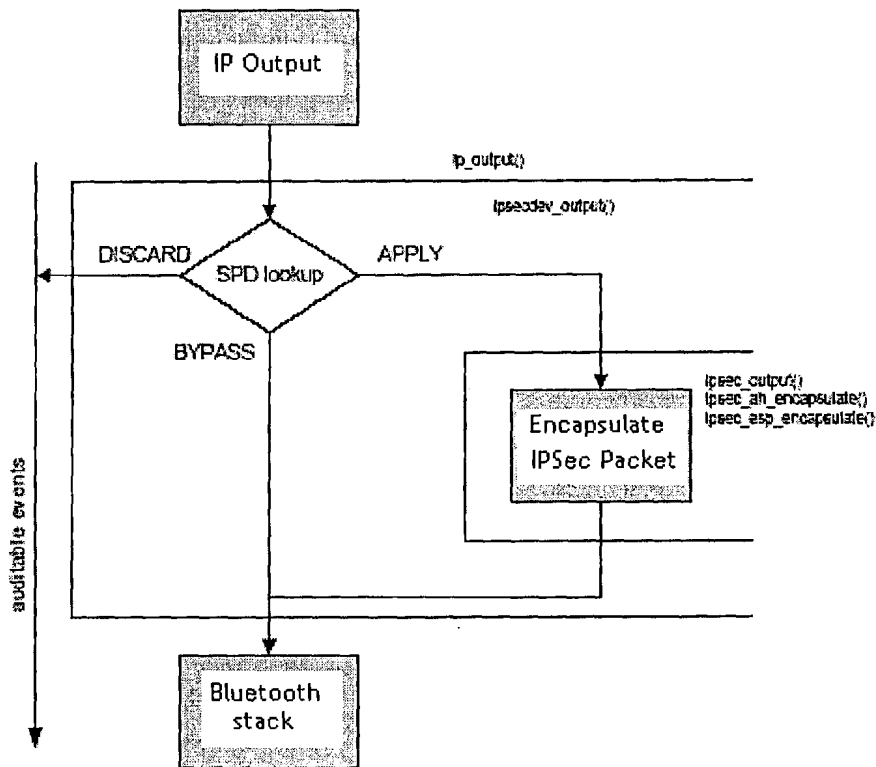 IP Output
ip_output()
ipsecdev_output()
DISCARD
SPD lookup
APPLY
BYPASS
ipsec_output()
ipsec_ah_encapsulate()
ipsec_esp_encapsulate()
Encapsulate
IPSec Packet
auditable events
Bluetooth
stack